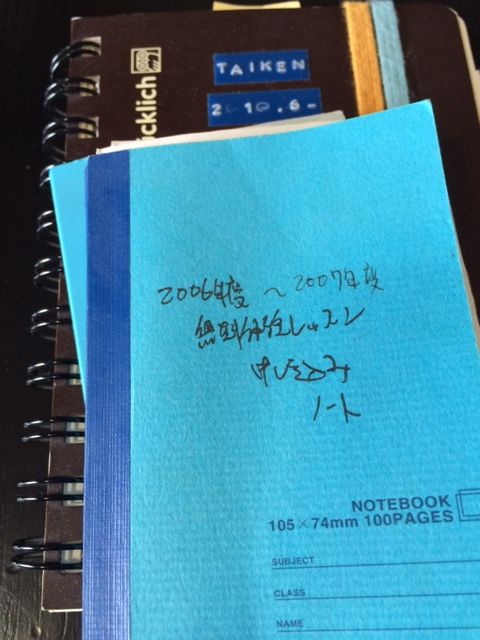 TAIKEN
2010.6-
cklich
2006年度 ～ 2007年度
無料体験レッスン
申し込み
ノート
NOTEBOOK
105×74mm 100PAGES
SUBJECT
CLASS
NAME